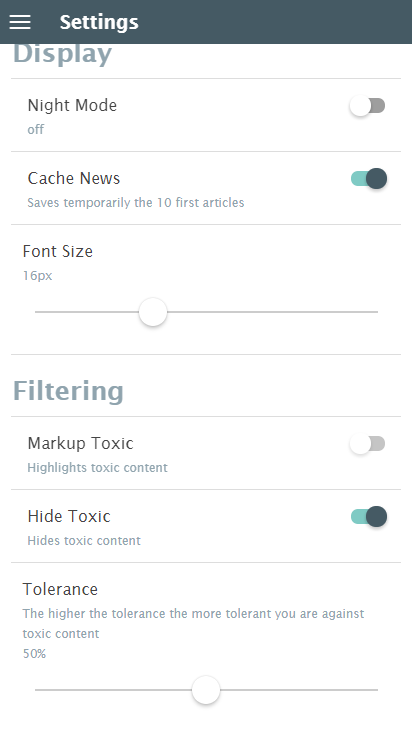 Settings
Display
Night Mode
off
Cache News
Saves temporarily the 10 first articles
Font Size
16px
Filtering
Markup Toxic
Highlights toxic content
Hide Toxic
Hides toxic content
Tolerance
The higher the tolerance the more tolerant you are against
toxic content
50%